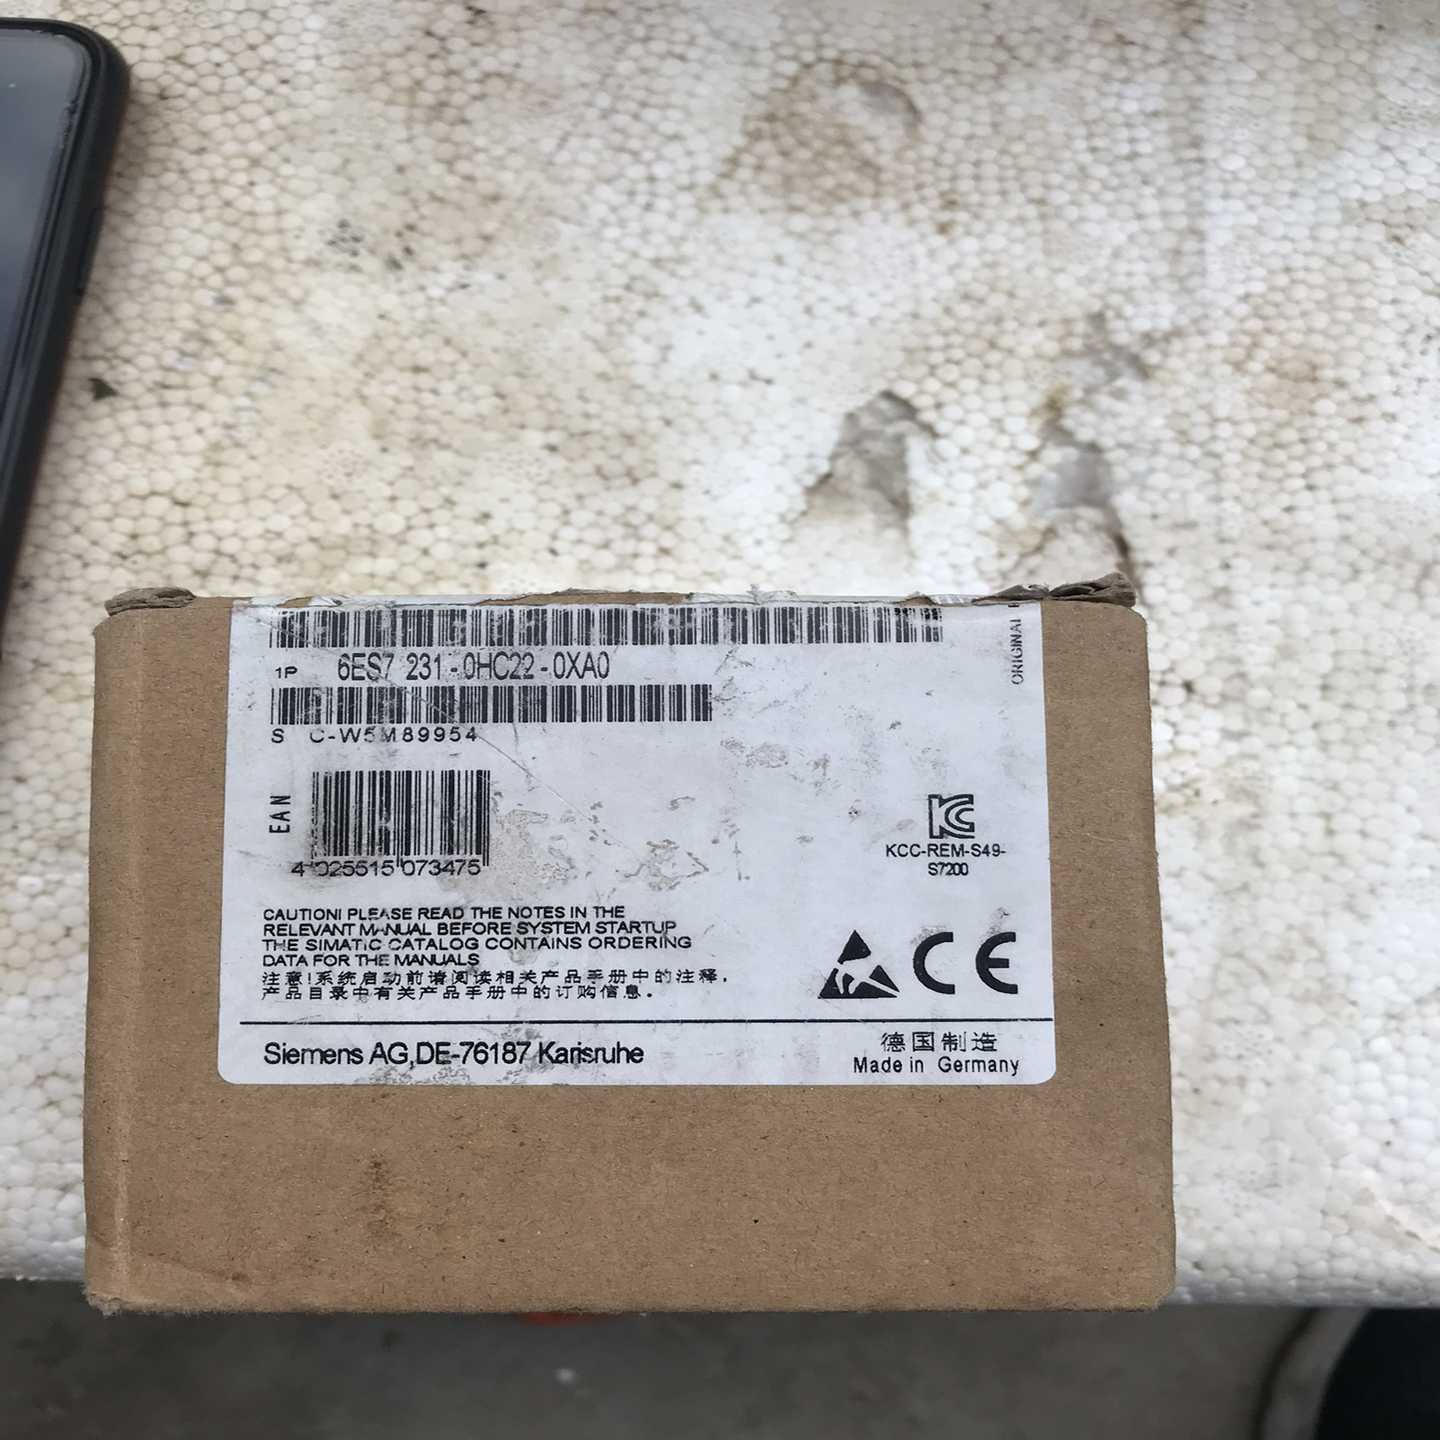 1P 6ES7 231-0HC22-0XA0
S C-W5M89954
EAN
4 025515 073475
ORIGINAL
KC
KCC-REM-S49-
S7200
CAUTION! PLEASE READ THE NOTES IN THE
RELEVANT MANUAL BEFORE SYSTEM STARTUP
THE SIMATIC CATALOG CONTAINS ORDERING
DATA FOR THE MANUALS
注意!系统启动前请阅读相关产品手册中的注释,
产品目录中有关产品手册中的订购信息.
CE
Siemens AG,DE-76187 Karlsruhe
德国制造
Made in Germany